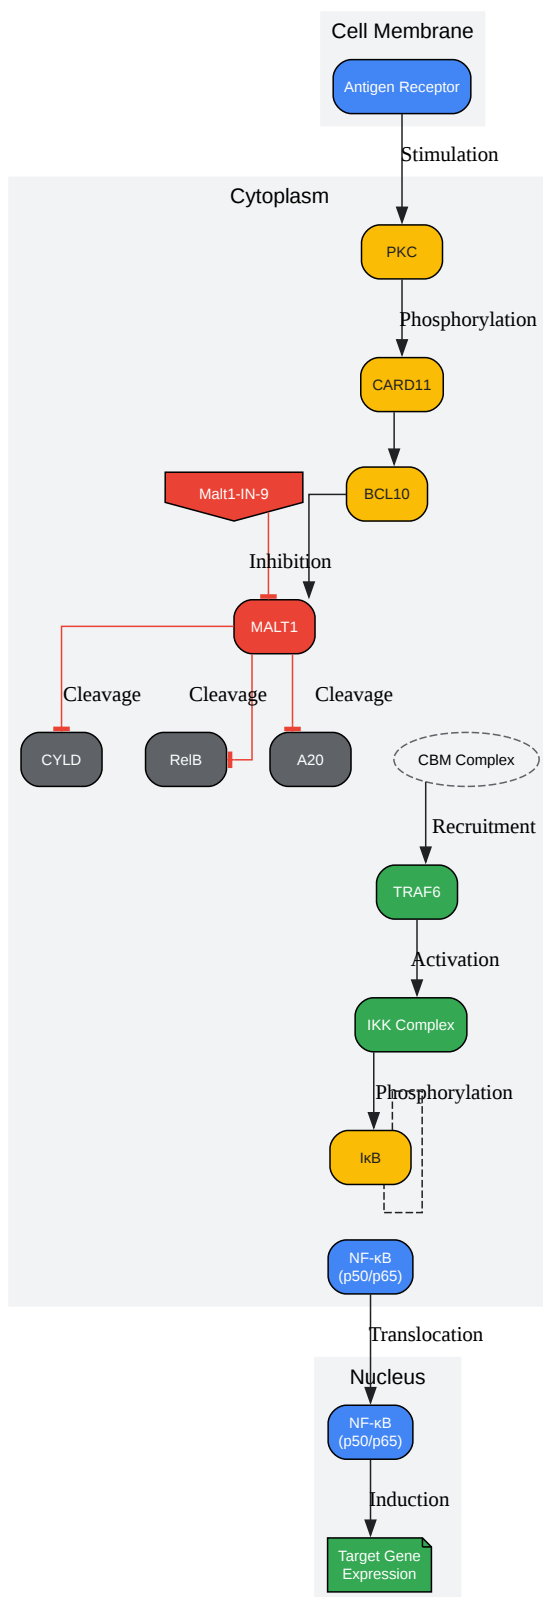 Cell Membrane
Antigen Receptor
Stimulation
Cytoplasm
PKC
Phosphorylation
CARD11
Malt1-IN-9
BCL10
Inhibition
MALT1
Cleavage
Cleavage
Cleavage
CYLD
RelB
A20
CBM Complex
Recruitment
TRAF6
Activation
IKK Complex
Phosphorylation
IκB
NF-κB
(p50/p65)
Translocation
Nucleus
NF-κB
(p50/p65)
Induction
Target Gene
Expression